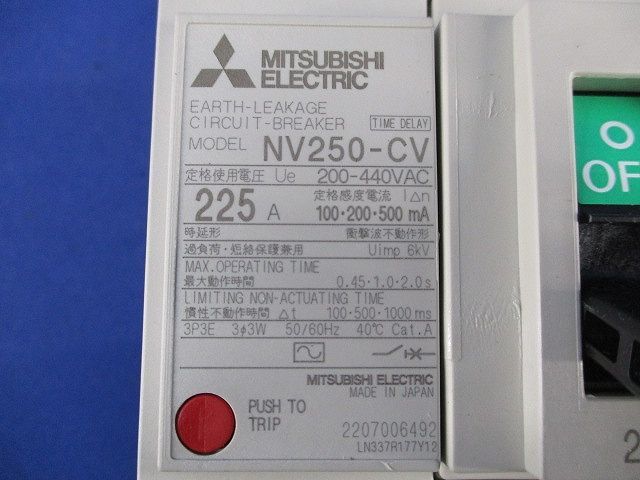 MITSUBISHI
ELECTRIC
EARTH-LEAKAGE
CIRCUIT-BREAKER TIME DELAY
MODEL NV250-CV
定格使用電圧 Ue 200-440VAC
225 A 定格感度電流 I△n
100・200・500 mA
時延形 衝撃波不動作形
過負荷・短絡保護兼用 Uimp 6kV
MAX.OPERATING TIME
最大動作時間 0.45・1.0・2.0s
LIMITING NON-ACTUATING TIME
慣性不動作時間 △t 100・500・1000 ms
3P3E 3φ3W 50/60Hz 40℃ Cat.A
MITSUBISHI ELECTRIC
MADE IN JAPAN
PUSH TO
TRIP
2207006492
LN337R177Y12
OF
2